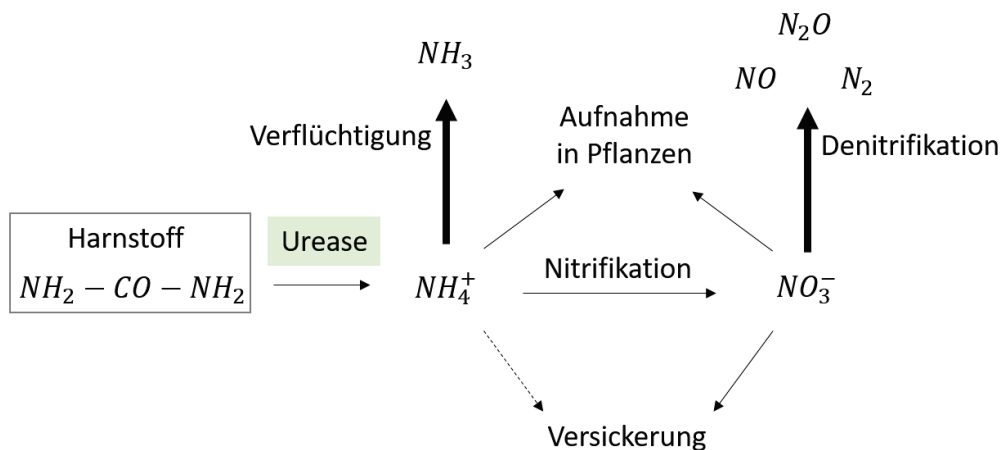 N₂O
NH₃
NO
N₂
Verflüchtigung
Aufnahme
in Pflanzen
Denitrifikation
Harnstoff
Urease
NH₂ − CO − NH₂
NH₄⁺
Nitrifikation
NO₃⁻
Versickerung